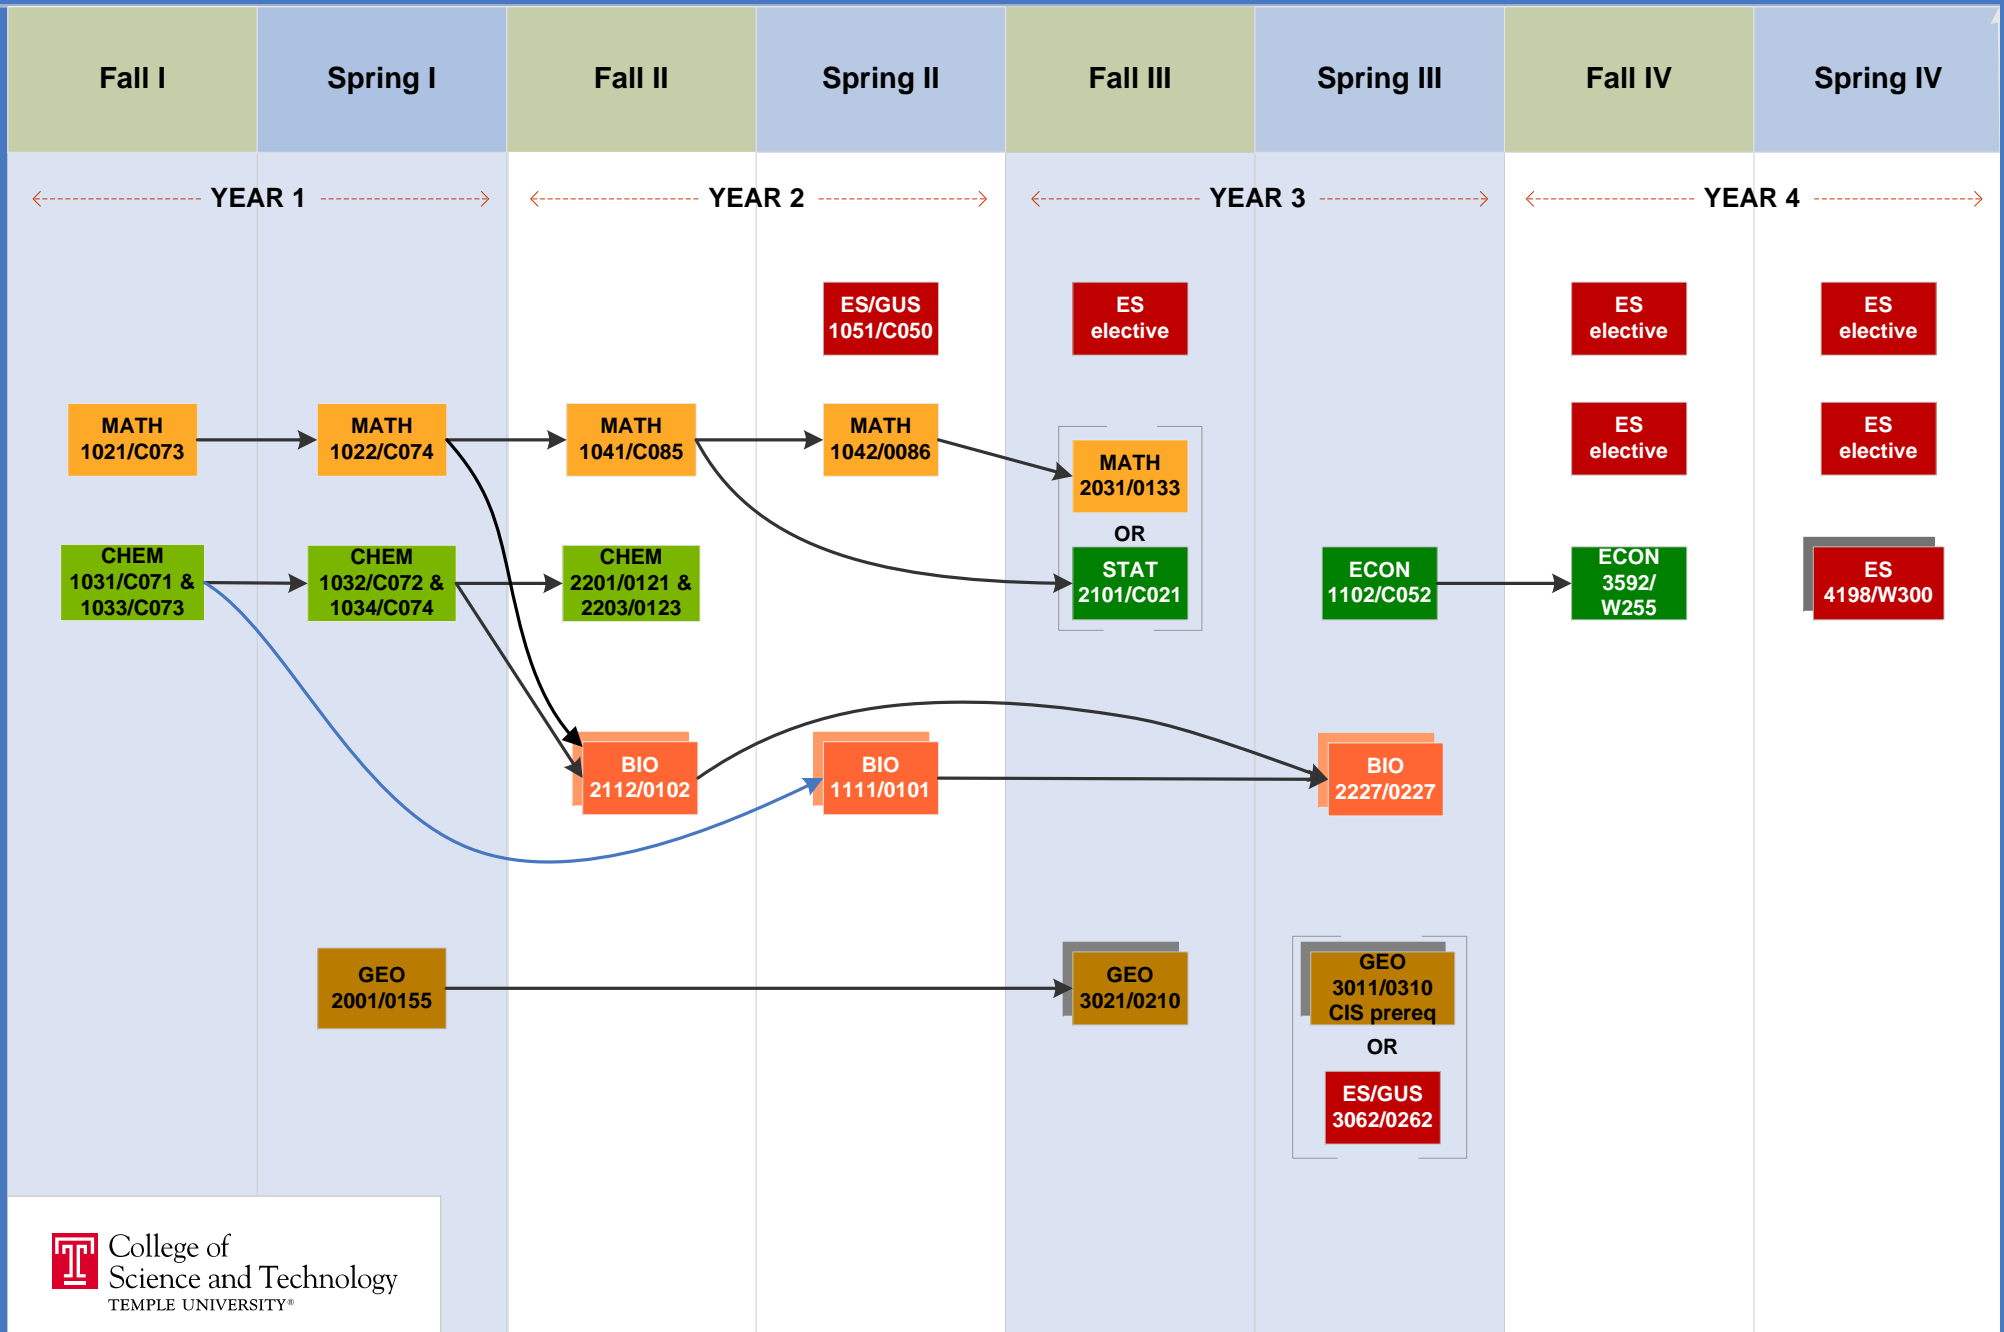 Fall I
Spring I
Fall II
Spring II
Fall III
Spring III
Fall IV
Spring IV
YEAR 1
YEAR 2
YEAR 3
YEAR 4
ES/GUS
1051/C050
ES
elective
ES
elective
ES
elective
MATH
1021/C073
MATH
1022/C074
MATH
1041/C085
MATH
1042/0086
MATH
2031/0133
OR
STAT
2101/C021
ES
elective
ES
elective
CHEM
1031/C071 &
1033/C073
CHEM
1032/C072 &
1034/C074
CHEM
2201/0121 &
2203/0123
ECON
1102/C052
ECON
3592/
W255
ES
4198/W300
BIO
2112/0102
BIO
1111/0101
BIO
2227/0227
GEO
2001/0155
GEO
3021/0210
GEO
3011/0310
CIS prereq
OR
ES/GUS
3062/0262
College of
Science and Technology
TEMPLE UNIVERSITY®